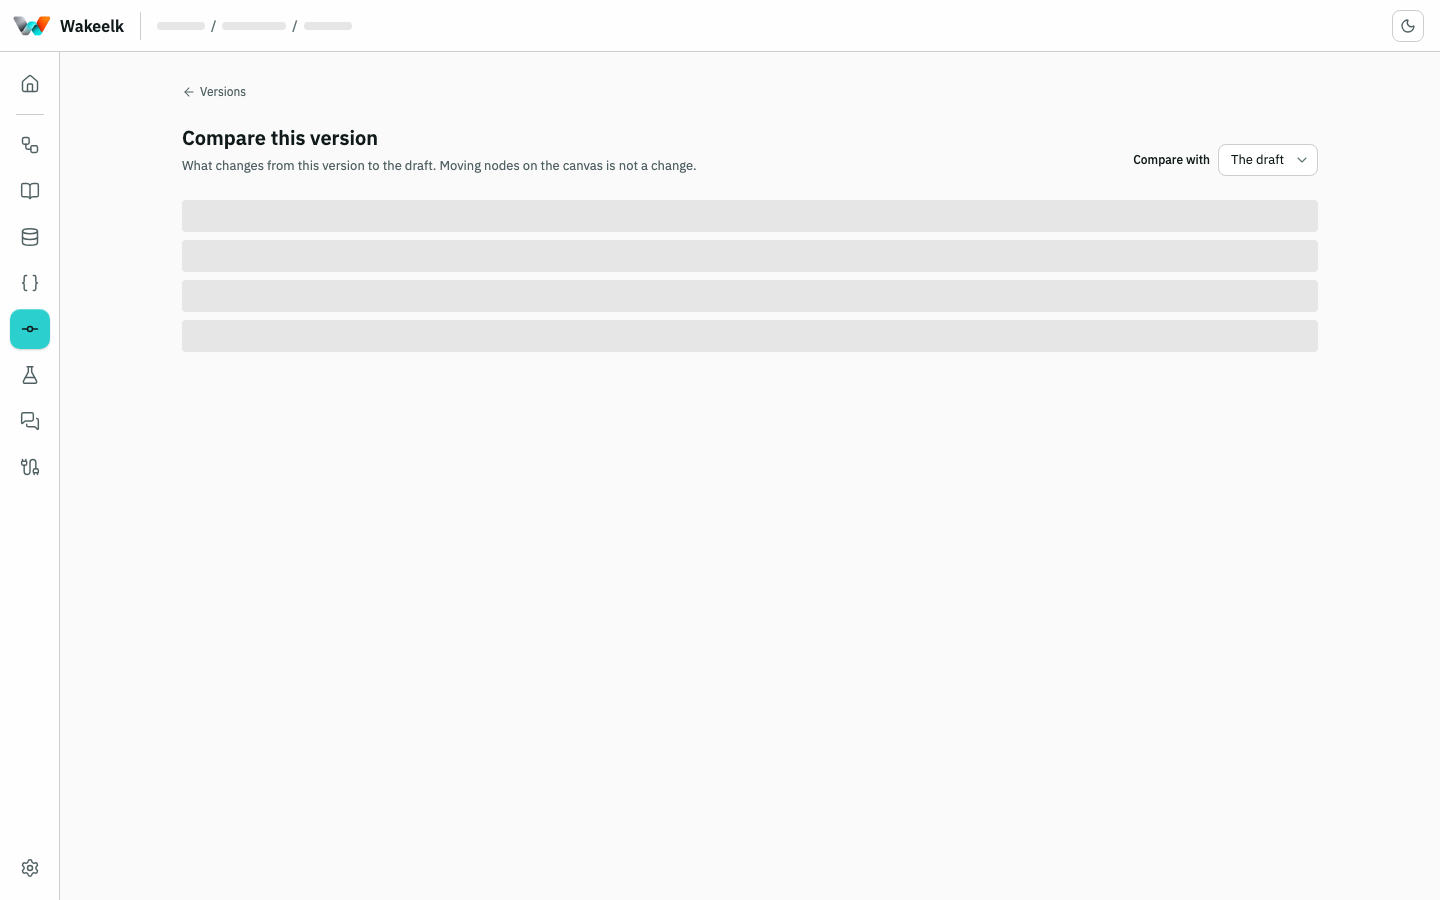 Wakeelk
/ /
Versions
Compare this version
What changes from this version to the draft. Moving nodes on the canvas is not a change.
Compare with
The draft